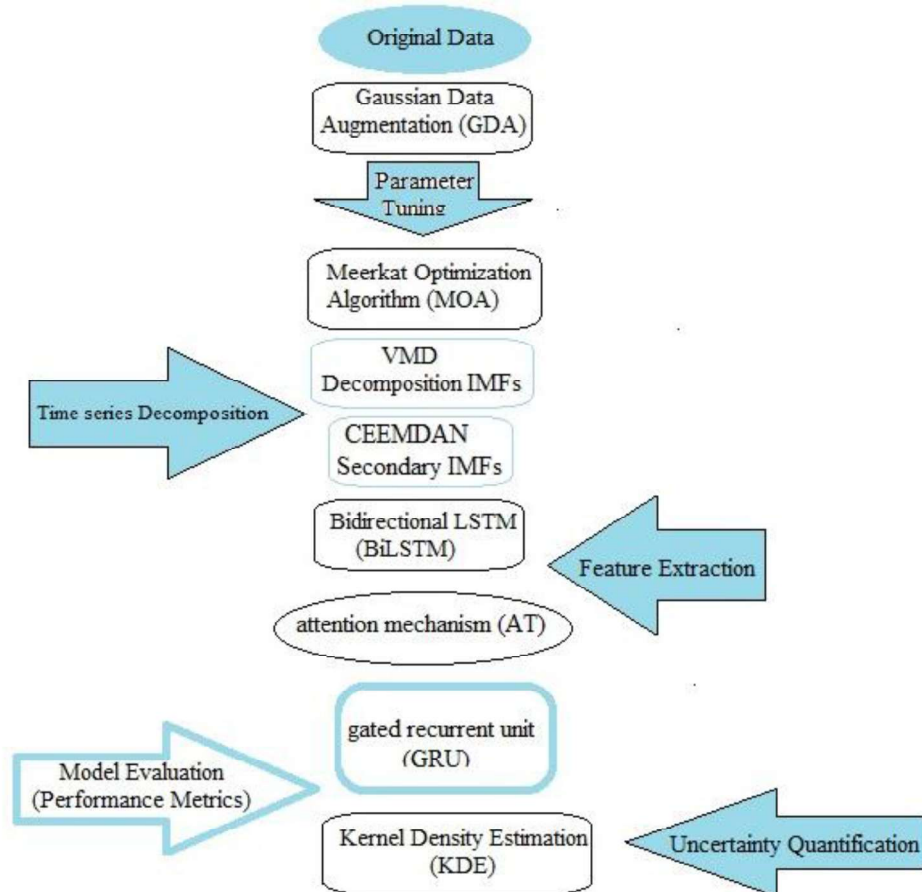 Original Data
Gaussian Data
Augmentation (GDA)
Parameter
Tuning
Meerkat Optimization
Algorithm (MOA)
VMD
Decomposition IMFs
Time series Decomposition
CEEMDAN
Secondary IMFs
Bidirectional LSTM
(BiLSTM)
Feature Extraction
attention mechanism (AT)
gated recurrent unit
(GRU)
Model Evaluation
(Performance Metrics)
Kernel Density Estimation
(KDE)
Uncertainty Quantification